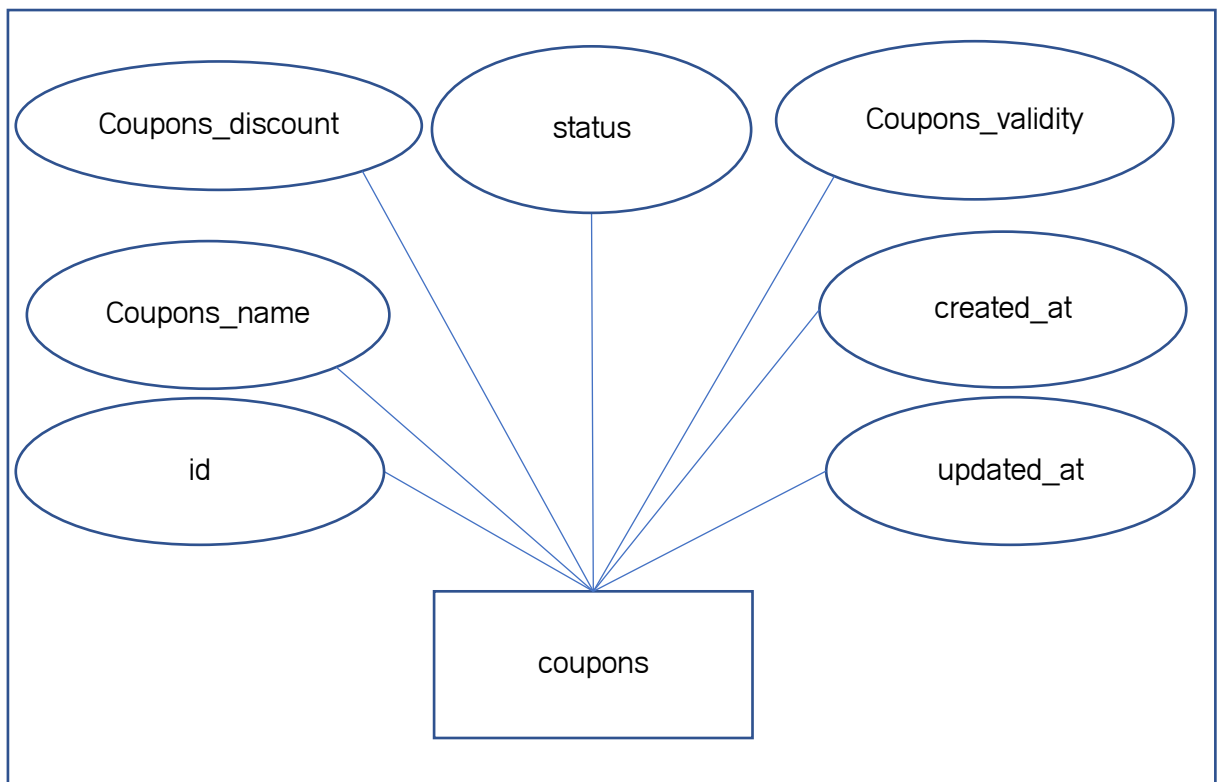 Coupons_discount
status
Coupons_validity
Coupons_name
created_at
id
updated_at
coupons